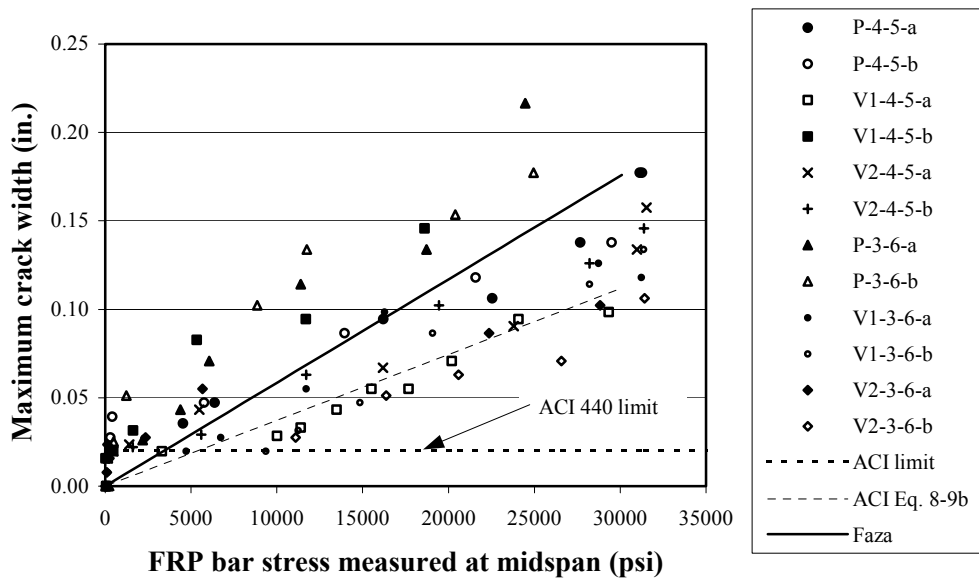 0.25
0.20
0.15
0.10
0.05
0.00
Maximum crack width (in.)
ACI 440 limit
0 5000 10000 15000 20000 25000 30000 35000
FRP bar stress measured at midspan (psi)
P-4-5-a
P-4-5-b
V1-4-5-a
V1-4-5-b
V2-4-5-a
V2-4-5-b
P-3-6-a
P-3-6-b
V1-3-6-a
V1-3-6-b
V2-3-6-a
V2-3-6-b
ACI limit
ACI Eq. 8-9b
Faza